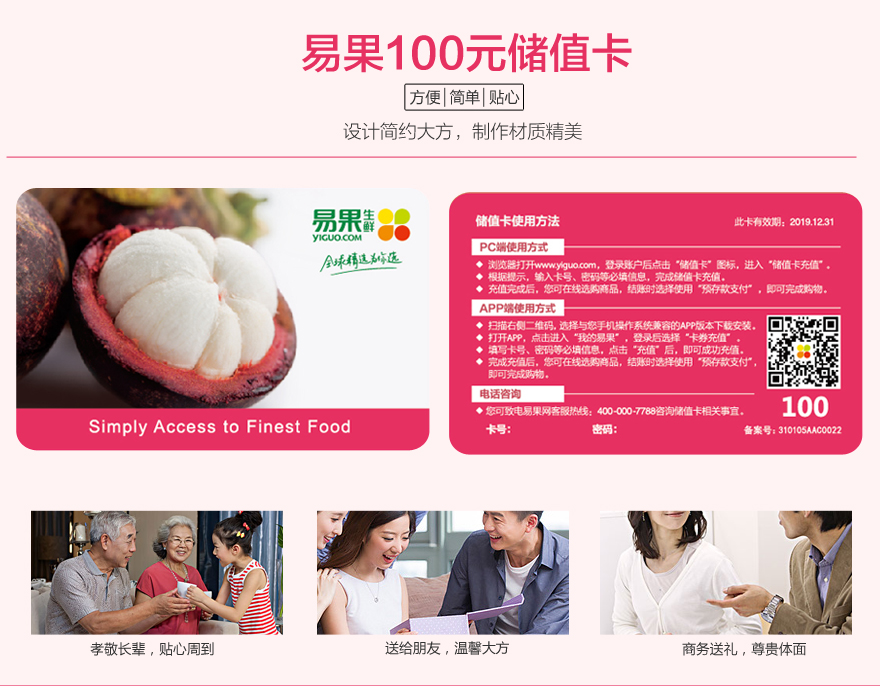 易果100元储值卡
方便|简单|贴心
设计简约大方，制作材质精美
易果生鲜
YIGUO.COM
全球精选为你选
Simply Access to Finest Food
储值卡使用方法
此卡有效期：2019.12.31
PC端使用方式
◆ 浏览器打开www.yiguo.com，登录账户后点击“储值卡”图标，进入“储值卡充值”。
◆ 根据提示，输入卡号、密码等必填信息，完成储值卡充值。
◆ 充值完成后，您可在线选购商品，结账时选择使用“预存款支付”，即可完成购物。
APP端使用方式
◆ 扫描右侧二维码，选择与您手机操作系统兼容的APP版本下载安装。
◆ 打开APP，点击进入“我的易果”，登录后选择“卡券充值”。
◆ 填写卡号、密码等必填信息，点击“充值”后，即可成功充值。
◆ 完成充值后，您可在线选购商品，结账时选择使用“预存款支付”，
即可完成购物。
100
电话咨询
◆ 您可致电易果网客服热线：400-000-7788咨询储值卡相关事宜。
卡号：
密码：
备案号：310105AAC0022
孝敬长辈，贴心周到
送给朋友，温馨大方
商务送礼，尊贵体面